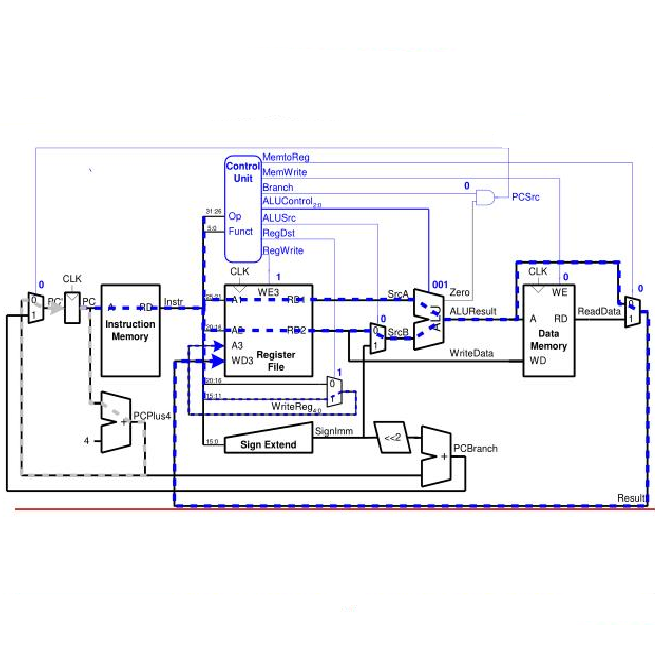 MemtoReg
Control
Unit
MemWrite
Branch
0
ALUControl2:0
PCSrc
31:26
Op
ALUSrc
5:0
Funct
RegDst
RegWrite
CLK
CLK
CLK
0
1
001
0
0
0
1
PC'
PC
A
RD
Instr
25:21
A1
WE3
RD1
SrcA
Zero
WE
ALUResult
ReadData
0
1
Instruction
Memory
20:16
A2
RD2
0
0
1
SrcB
ALU
A
RD
Data
Memory
A3
WD3
Register
File
WriteData
WD
20:16
15:11
0
1
1
WriteReg4:0
PCPlus4
+
4
15:0
Sign Extend
SignImm
<<2
+
PCBranch
Result